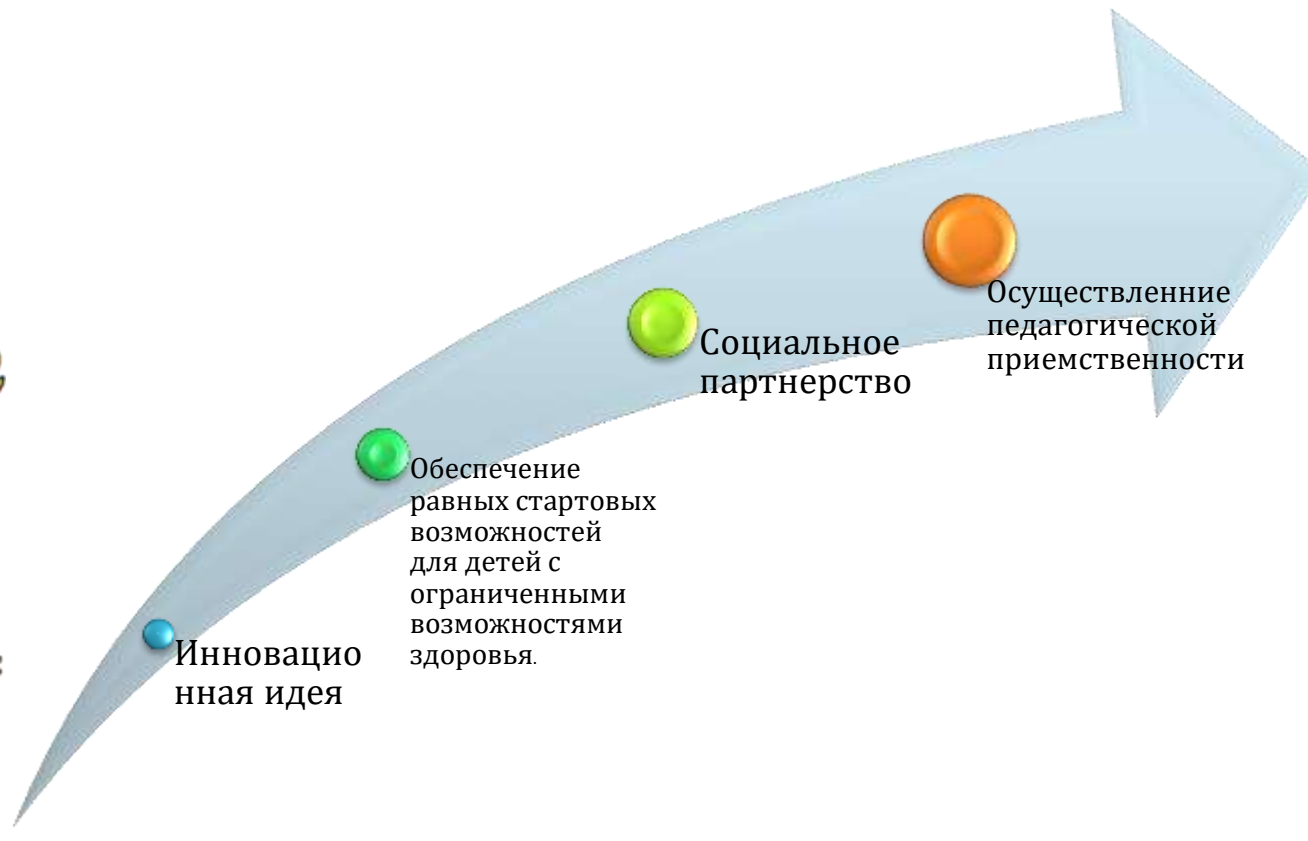 Инновацио
нная идея
Обеспечение
равных стартовых
возможностей
для детей с
ограниченными
возможностями
здоровья.
Социальное
партнерство
Осуществленние
педагогической
приемственности